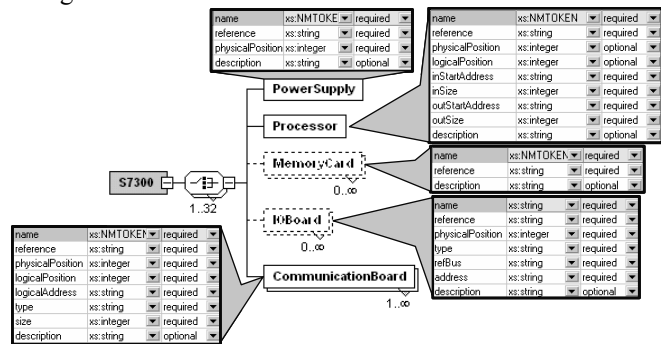 name xs:NMTOKE required
reference xs:string required
physicalPosition xs:integer required
description xs:string optional
name xs:NMTOKEN required
reference xs:string required
physicalPosition xs:integer optional
logicalPosition xs:integer optional
inStartAddress xs:integer required
inSize xs:integer required
outStartAddress xs:integer required
outSize xs:integer required
description xs:string optional
PowerSupply
Processor
MemoryCard
0..∞
name xs:NMTOKEN required
reference xs:string required
description xs:string optional
S7300
1..32
IOBoard
0..∞
name xs:string required
reference xs:string required
physicalPosition xs:integer required
type xs:string required
refBus xs:string required
address xs:string required
description xs:string optional
CommunicationBoard
1..∞
name xs:NMTOKEN required
reference xs:string required
physicalPosition xs:integer required
logicalPosition xs:integer required
logicalAddress xs:string required
type xs:string required
size xs:integer required
description xs:string optional